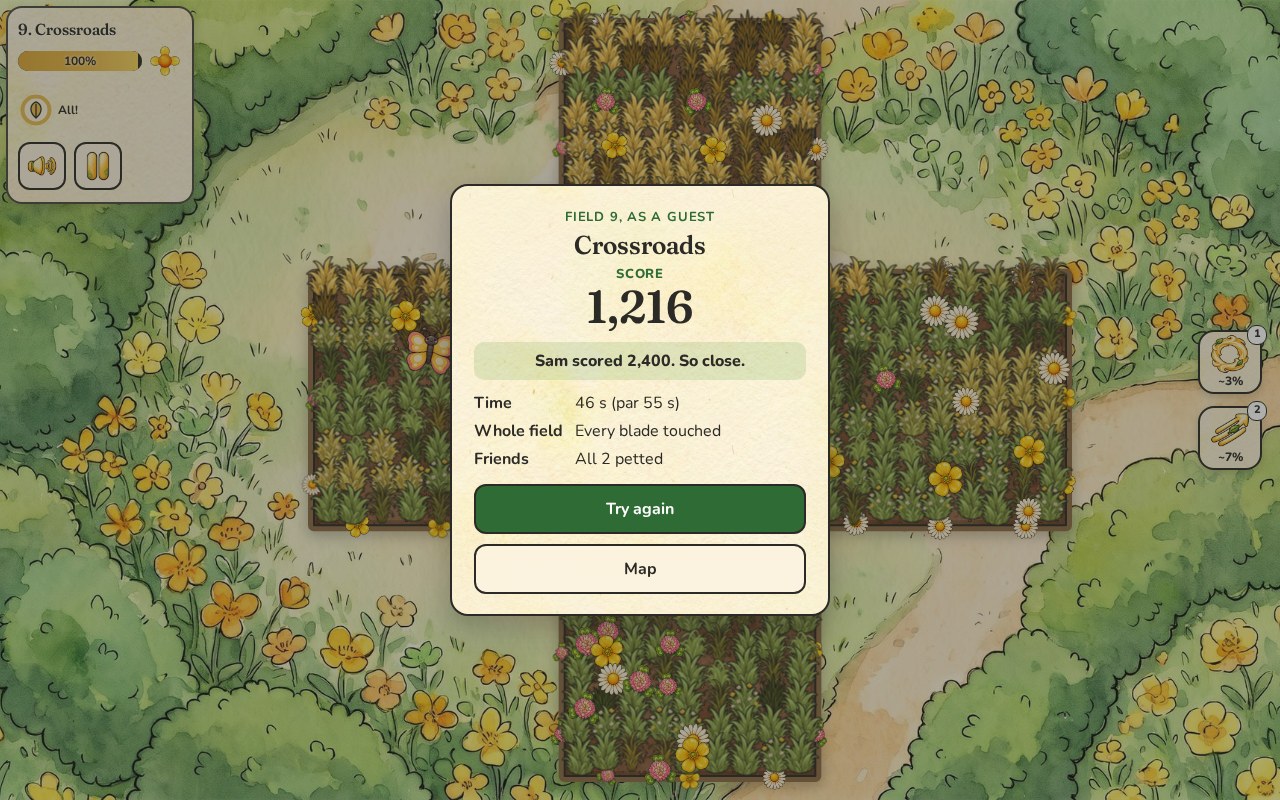 9. Crossroads
100%
All!
FIELD 9, AS A GUEST
Crossroads
SCORE
1,216
Sam scored 2,400. So close.
Time 46 s (par 55 s)
Whole field Every blade touched
Friends All 2 petted
Try again
Map
1
~3%
2
~7%